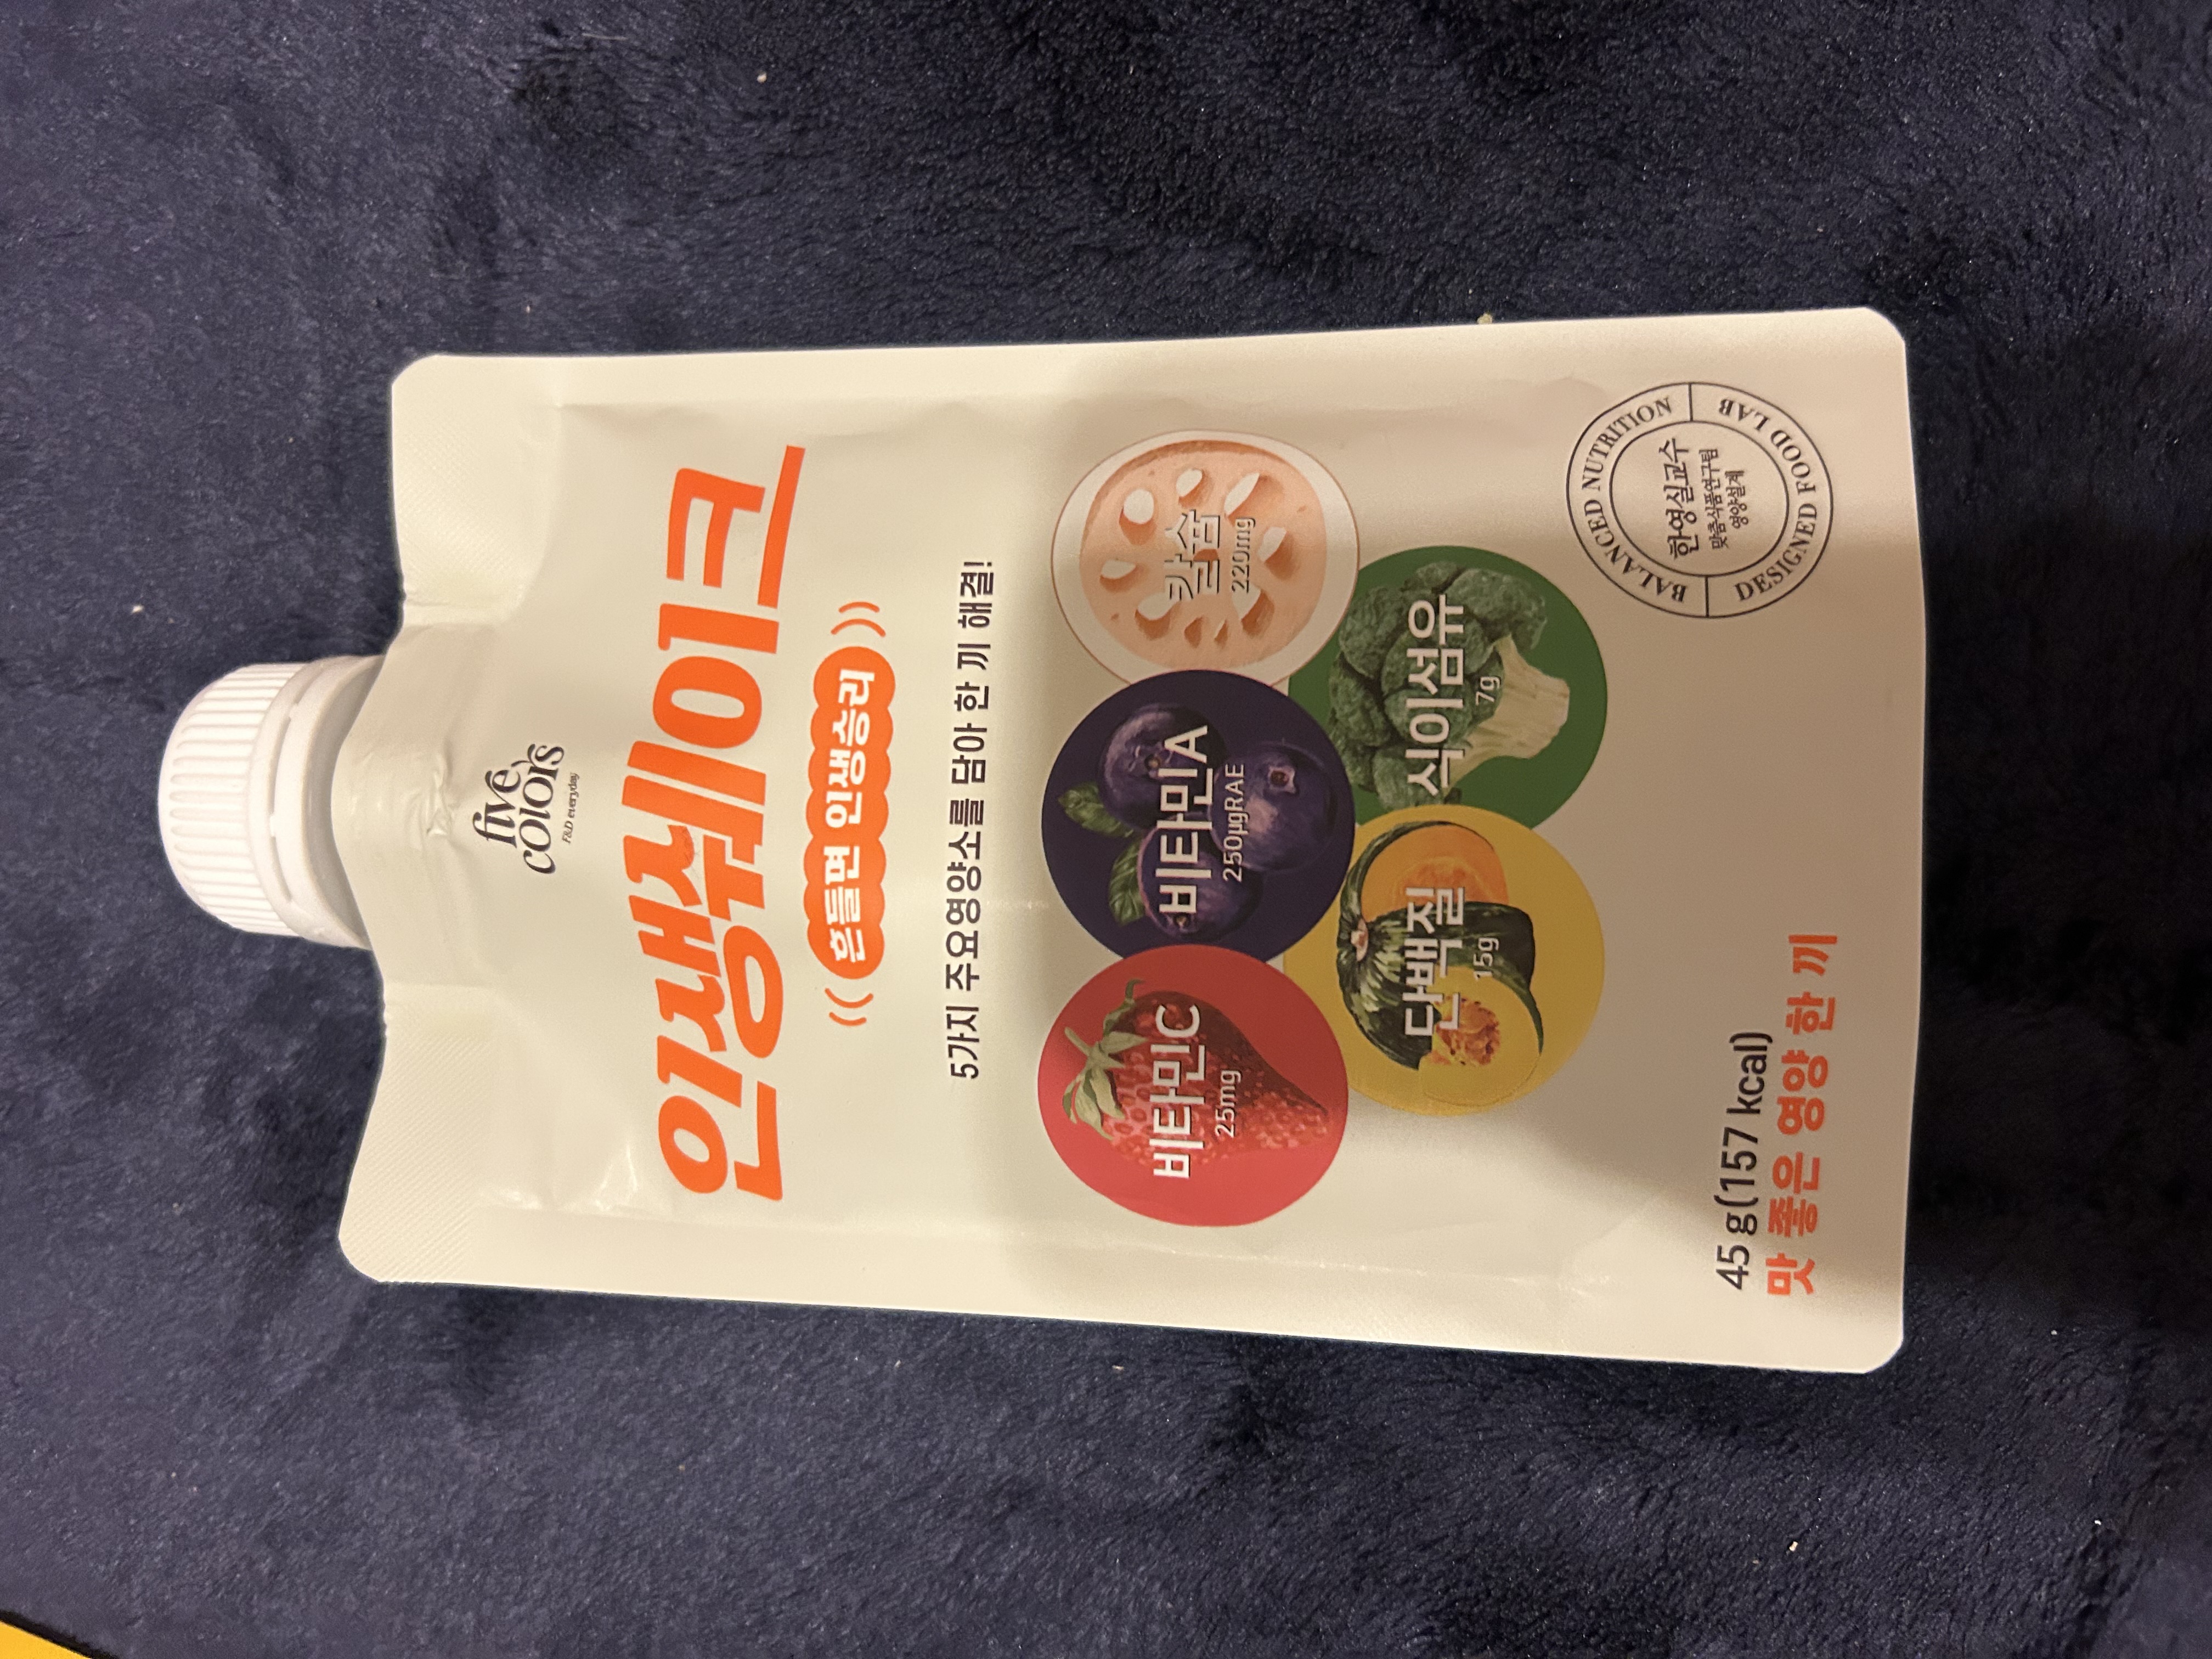 five
colors
F&D everyday
인생쉐이크
흔들면 인생승리
5가지 주요영양소를 담아 한 끼 해결!
비타민C
25mg
비타민A
250μgRAE
칼슘
220mg
단백질
15g
식이섬유
7g
45 g(157 kcal)
맛 좋은 영양 한 끼
BALANCED NUTRITION
한영실교수
맞춤식품연구팀
영양설계
DESIGNED FOOD LAB